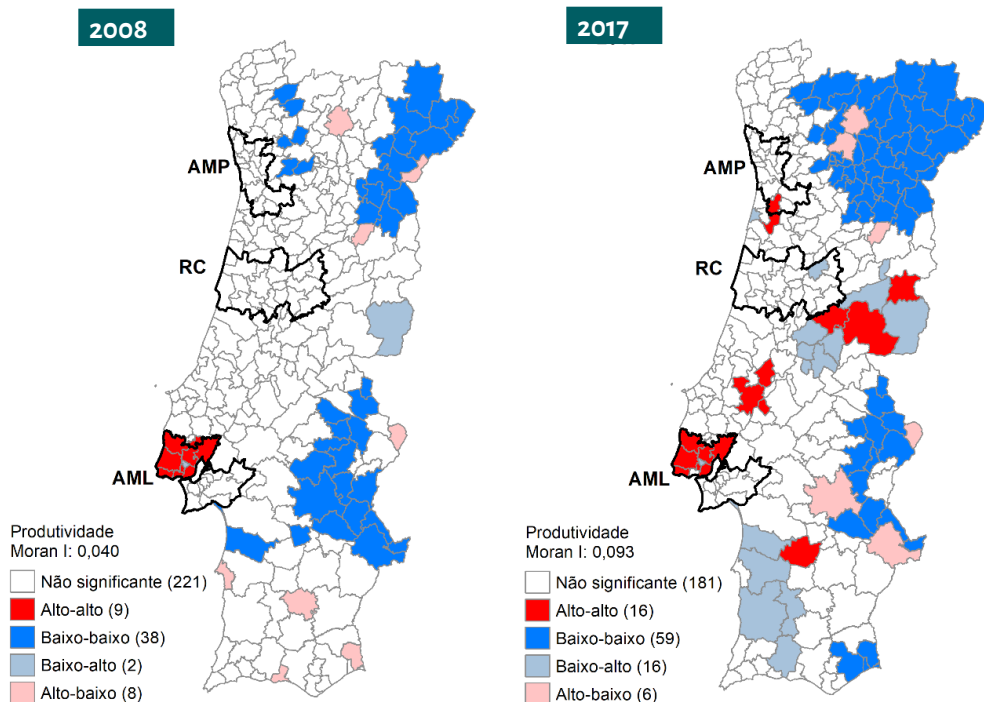 2008
AMP
RC
AML
Produtividade
Moran I: 0,040
Não significante (221)
Alto-alto (9)
Baixo-baixo (38)
Baixo-alto (2)
Alto-baixo (8)
2017
AMP
RC
AML
Produtividade
Moran I: 0,093
Não significante (181)
Alto-alto (16)
Baixo-baixo (59)
Baixo-alto (16)
Alto-baixo (6)